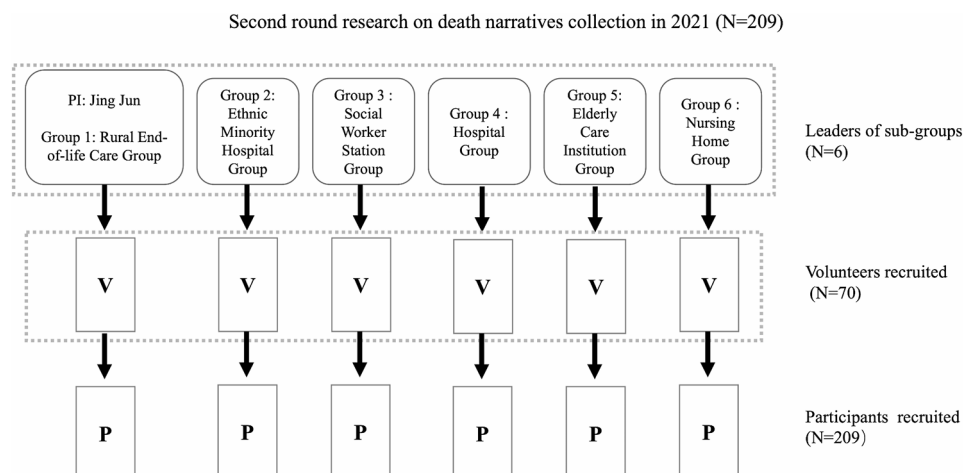 Second round research on death narratives collection in 2021 (N=209)
PI: Jing Jun
Group 1: Rural End-
of-life Care Group
Group 2:
Ethnic
Minority
Hospital
Group
Group 3 :
Social
Worker
Station
Group
Group 4 :
Hospital
Group
Group 5:
Elderly
Care
Institution
Group
Group 6 :
Nursing
Home
Group
Leaders of sub-groups
(N=6)
V
V
V
V
V
V
Volunteers recruited
(N=70)
P
P
P
P
P
P
Participants recruited
(N=209)